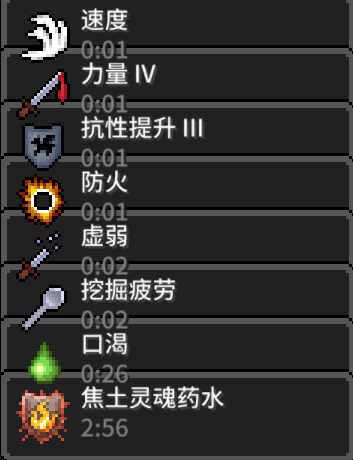 速度
0:01
力量 IV
0:01
抗性提升 III
0:01
防火
0:01
虚弱
0:02
挖掘疲劳
0:02
口渴
0:26
焦土灵魂药水
2:56